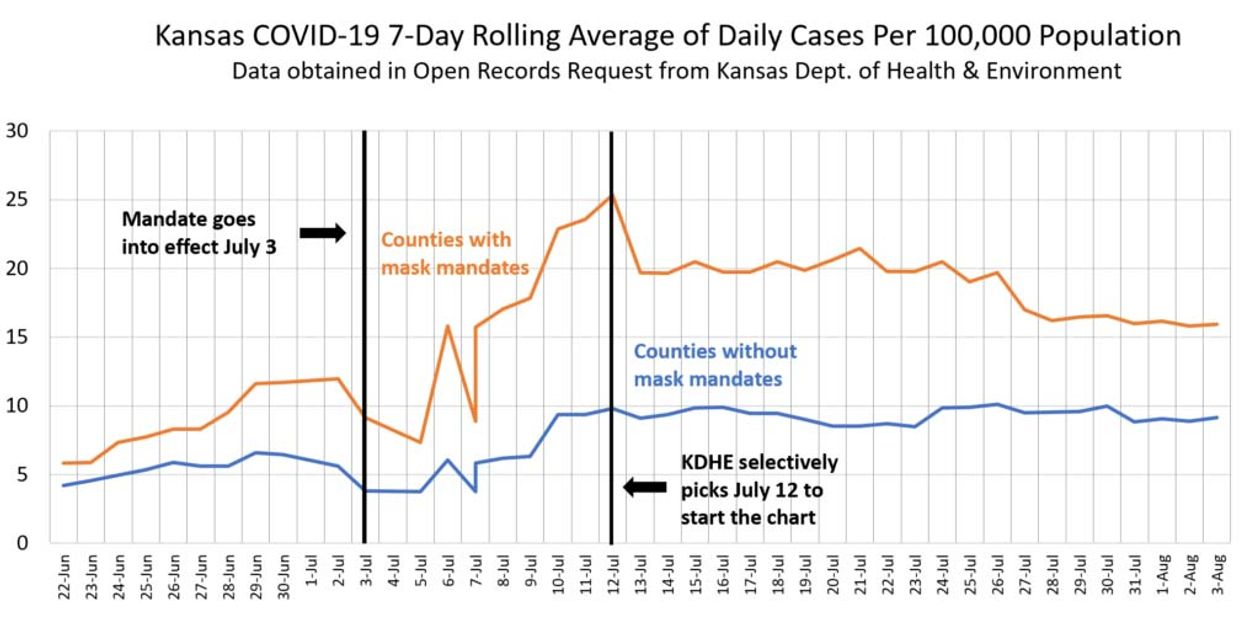 Kansas COVID-19 7-Day Rolling Average of Daily Cases Per 100,000 Population
Data obtained in Open Records Request from Kansas Dept. of Health & Environment
30
25
20
15
10
5
0
Mandate goes
into effect July 3
Counties with
mask mandates
Counties without
mask mandates
KDHE selectively
picks July 12 to
start the chart
22-Jun
23-Jun
24-Jun
25-Jun
26-Jun
27-Jun
28-Jun
29-Jun
30-Jun
1-Jul
2-Jul
3-Jul
4-Jul
5-Jul
6-Jul
7-Jul
8-Jul
9-Jul
10-Jul
11-Jul
12-Jul
13-Jul
14-Jul
15-Jul
16-Jul
17-Jul
18-Jul
19-Jul
20-Jul
21-Jul
22-Jul
23-Jul
24-Jul
25-Jul
26-Jul
27-Jul
28-Jul
29-Jul
30-Jul
31-Jul
1-Aug
2-Aug
3-Aug